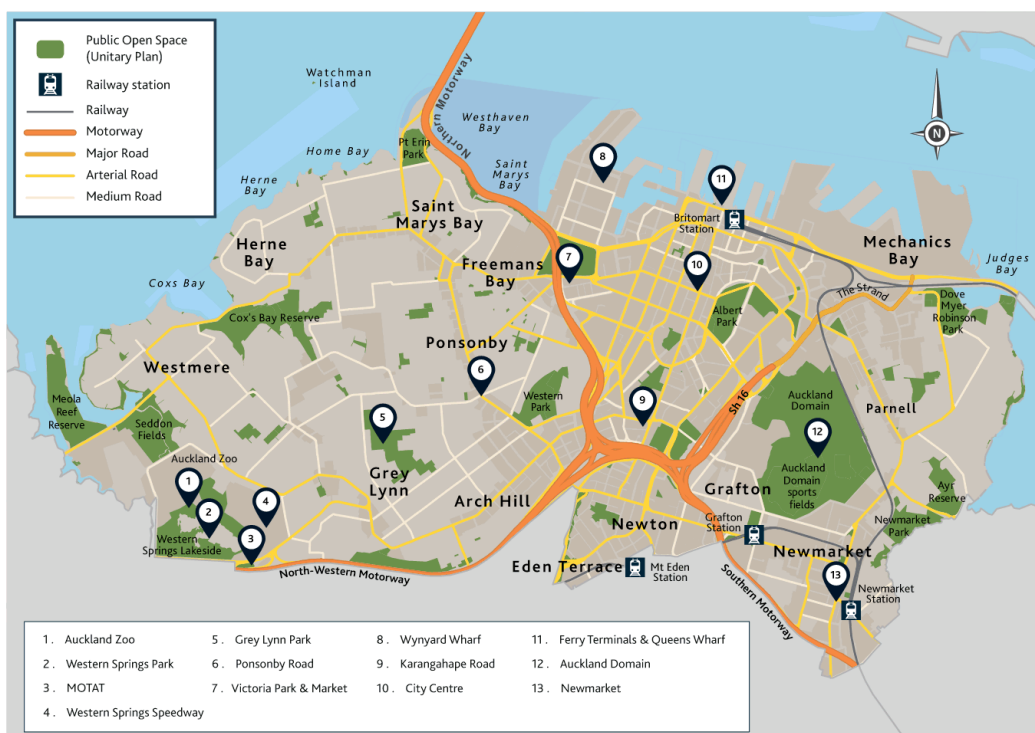 Public Open Space
(Unitary Plan)
Railway station
Railway
Motorway
Major Road
Arterial Road
Medium Road
Watchman
Island
Northern Motorway
Westhaven
Bay
Home Bay
Pt Erin
Park
Saint
Marys
Bay
Herne
Bay
N
8
11
Britomart
Station
Saint
Marys Bay
Herne
Bay
Mechanics
Bay
Judges
Bay
Freemans
Bay
7
10
Coxs Bay
The Strand
Dove
Myer
Robinson
Park
Albert
Park
Cox's Bay Reserve
Ponsonby
6
Westmere
Sh 16
Auckland
Domain
Meola
Reef
Reserve
Western
Park
9
5
Parnell
Seddon
Fields
12
Auckland Zoo
Auckland
Domain
sports
fields
1
Grey
Lynn
4
2
Arch Hill
Grafton
Ayr
Reserve
Western
Springs Lakeside
3
Newton
Grafton
Station
Newmarket
Park
Newmarket
North-Western Motorway
Eden Terrace
Mt Eden
Station
13
Newmarket
Station
Southern Motorway
1. Auckland Zoo
2. Western Springs Park
3. MOTAT
4. Western Springs Speedway
5. Grey Lynn Park
6. Ponsonby Road
7. Victoria Park & Market
8. Wynyard Wharf
9. Karangahape Road
10. City Centre
11. Ferry Terminals & Queens Wharf
12. Auckland Domain
13. Newmarket